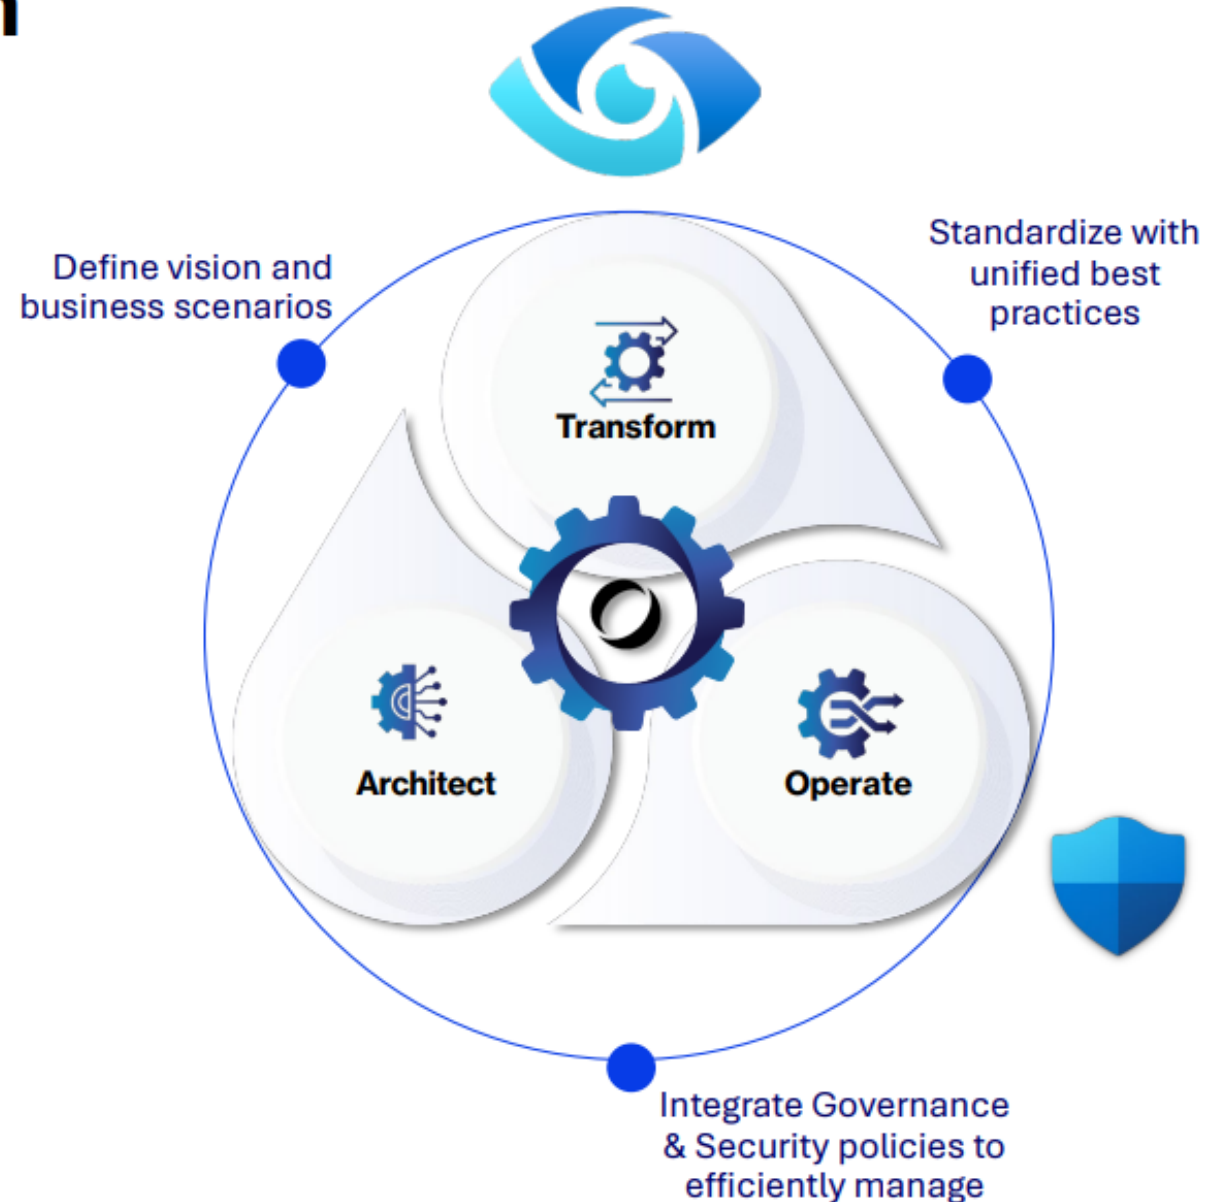 Define vision and
business scenarios
Standardize with
unified best
practices
Transform
Architect
Operate
Integrate Governance
& Security policies to
efficiently manage